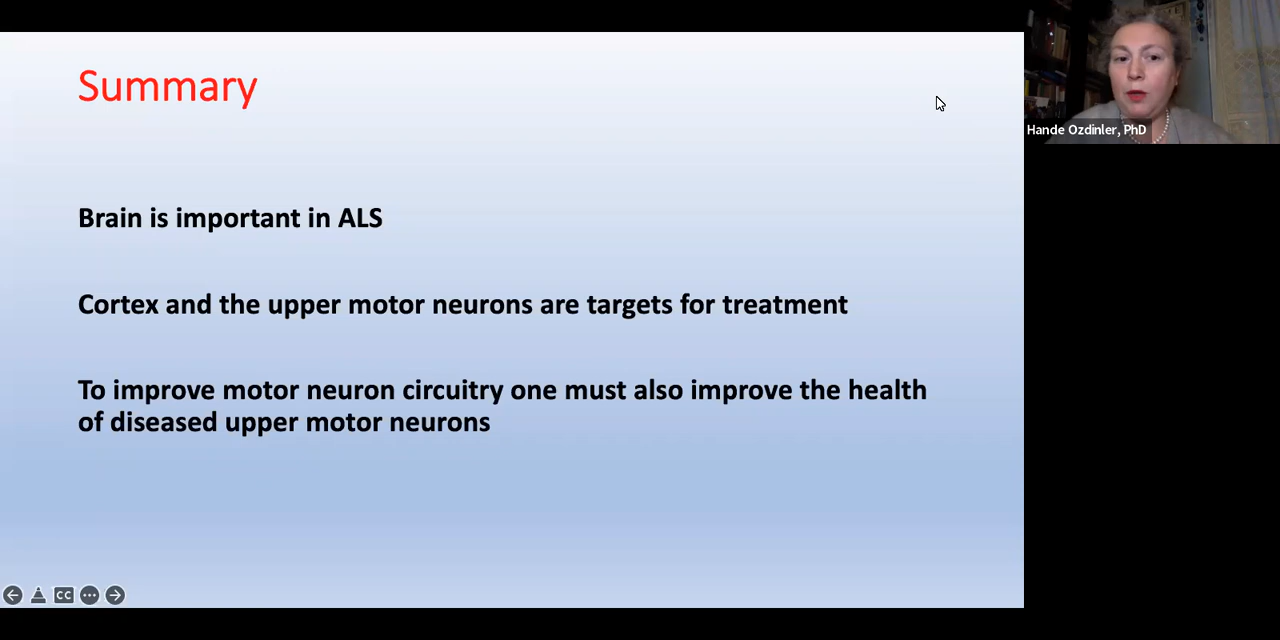 Summary
Brain is important in ALS
Cortex and the upper motor neurons are targets for treatment
To improve motor neuron circuitry one must also improve the health
of diseased upper motor neurons
Hande Ozdinler, PhD
CC